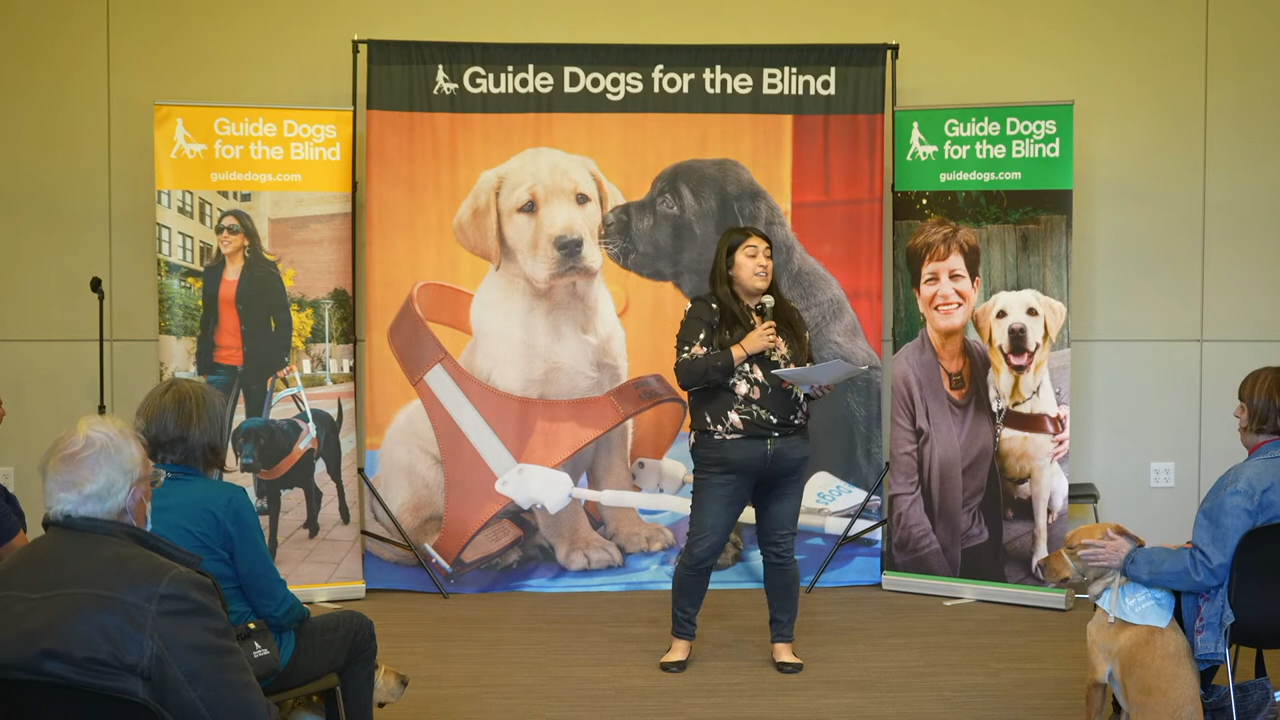 Guide Dogs for the Blind
Guide Dogs
for the Blind
guidedogs.com
Guide Dogs
for the Blind
guidedogs.com
Dogs